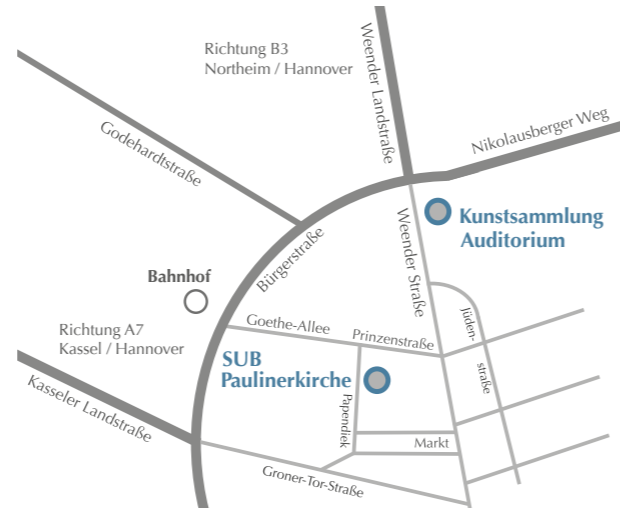 Richtung B3
Northeim / Hannover
Weender Landstraße
Nikolausberger Weg
Godehardtstraße
Kunstsammlung
Auditorium
Weender Straße
Bürgerstraße
Bahnhof
Jüden-
straße
Goethe-Allee
Prinzenstraße
Richtung A7
Kassel / Hannover
SUB
Paulinerkirche
Papendiek
Kasseler Landstraße
Markt
Groner-Tor-Straße